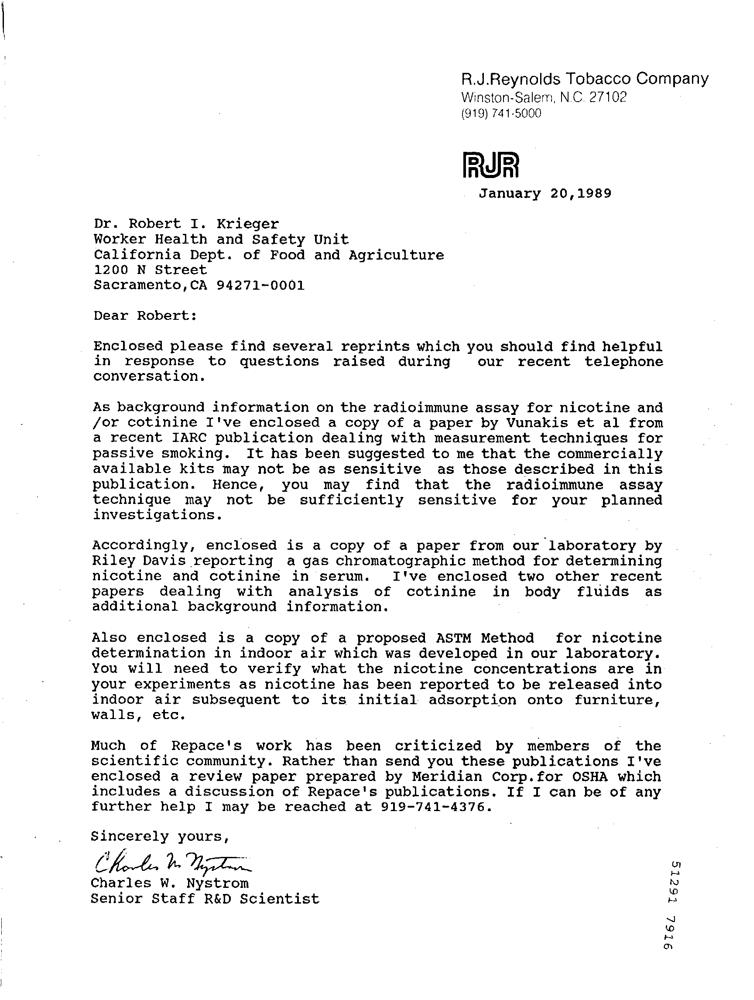 R.J.Reynolds Tobacco Company
Winston-Salem, N.C. 27102
(919) 741-5000
RJR
January 20,1989
Dr. Robert I. Krieger
Worker Health and Safety Unit
California Dept. of Food and Agriculture
1200 N Street
Sacramento,CA 94271-0001
Dear Robert:
Enclosed please find several reprints which you should find helpful
in response to questions raised during our recent telephone
conversation.
As background information on the radioimmune assay for nicotine and
/or cotinine I've enclosed a copy of a paper by Vunakis et al from
a recent IARC publication dealing with measurement techniques for
passive smoking. It has been suggested to me that the commercially
available kits may not be as sensitive as those described in this
publication. Hence, you may find that the radioimmune assay
technique may not be sufficiently sensitive for your planned
investigations.
Accordingly, enclosed is a copy of a paper from our laboratory by
Riley Davis reporting a gas chromatographic method for determining
nicotine and cotinine in serum. I've enclosed two other recent
papers dealing with analysis of cotinine in body fluids as
additional background information.
Also enclosed is a copy of a proposed ASTM Method for nicotine
determination in indoor air which was developed in our laboratory.
You will need to verify what the nicotine concentrations are in
your experiments as nicotine has been reported to be released into
indoor air subsequent to its initial adsorption onto furniture,
walls, etc.
Much of Repace's work has been criticized by members of the
scientific community. Rather than send you these publications I've
enclosed a review paper prepared by Meridian Corp.for OSHA which
includes a discussion of Repace's publications. If I can be of any
further help I may be reached at 919-741-4376.
Sincerely yours,
Charles W. Nystrom
Charles W. Nystrom
Senior Staff R&D Scientist
51291 7916